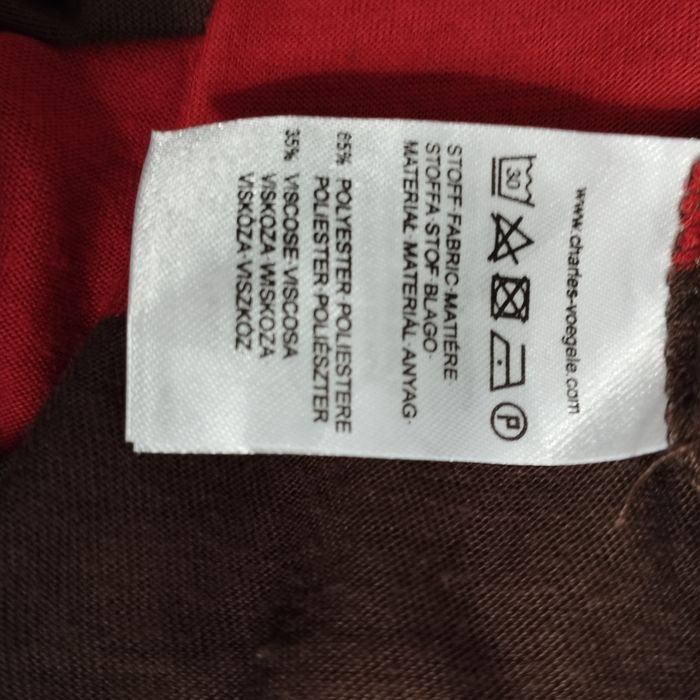 www.charles-voegele.com
30
P
STOFF·FABRIC·MATIÈRE
STOFFA·STOF·BLAGO·
MATERIAŁ·MATERIÁL·ANYAG·
65% POLYESTER·POLIESTERE
POLIESTER·POLIÉSZTER
35% VISCOSE·VISCOSA
VISKOZA·WISKOZA
VISKÓZA·VISZKÓZ